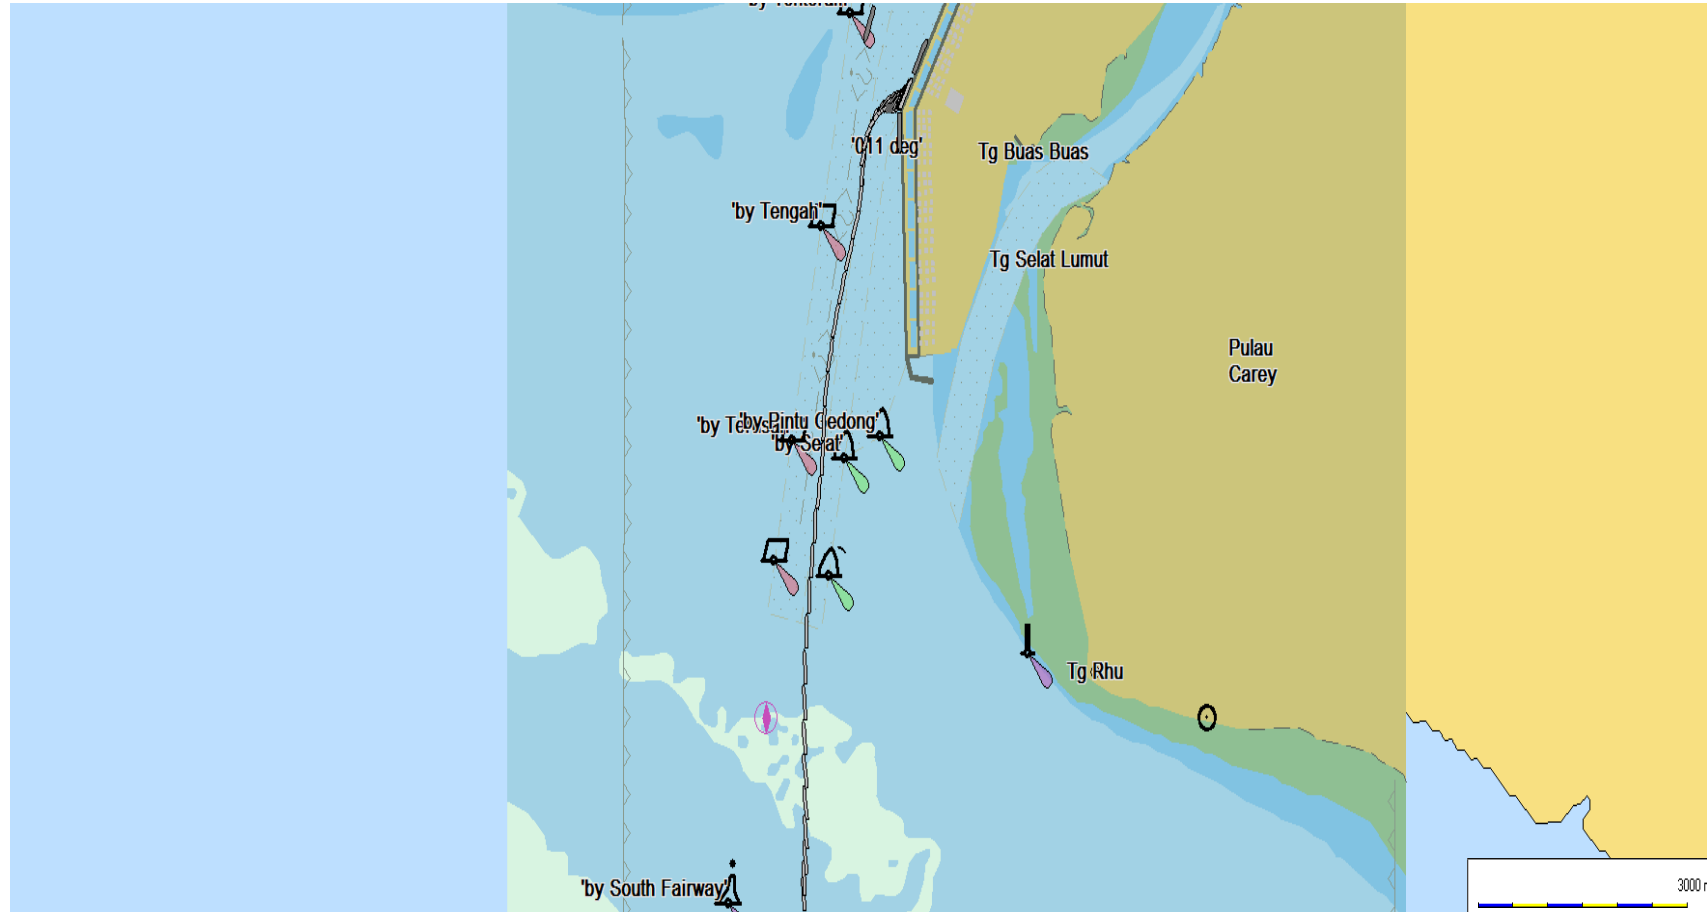 '011 deg'
Tg Buas Buas
'by Tengah'
Tg Selat Lumut
Pulau
Carey
'by Pintu Gedong'
'by Selat'
Tg Rhu
'by South Fairway'
3000